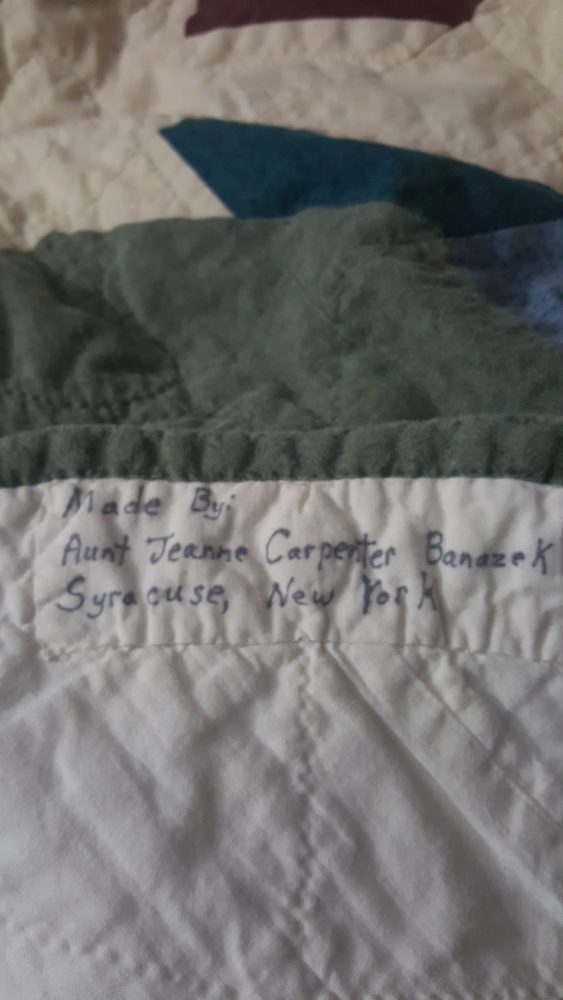 Made By:
Aunt Jeanne Carpenter Banazek
Syracuse, New York